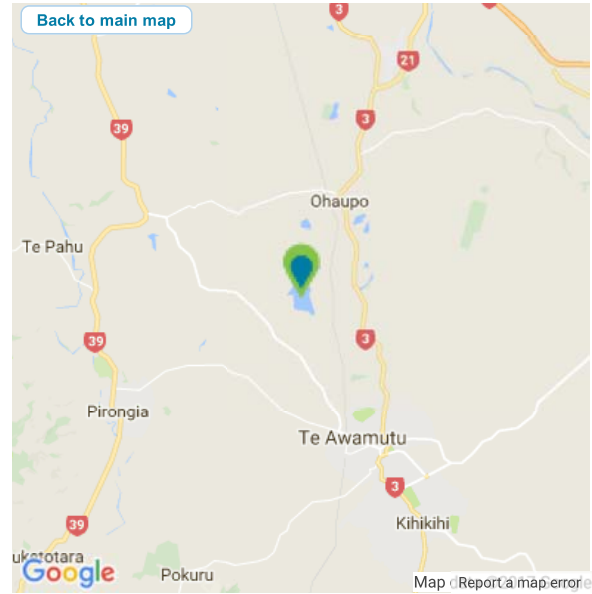 Back to main map
3
21
39
3
Ohaupo
Te Pahu
39
3
Pirongia
Te Awamutu
3
Kihikihi
39
ukatotara
Google
Pokuru
Map
Report a map error